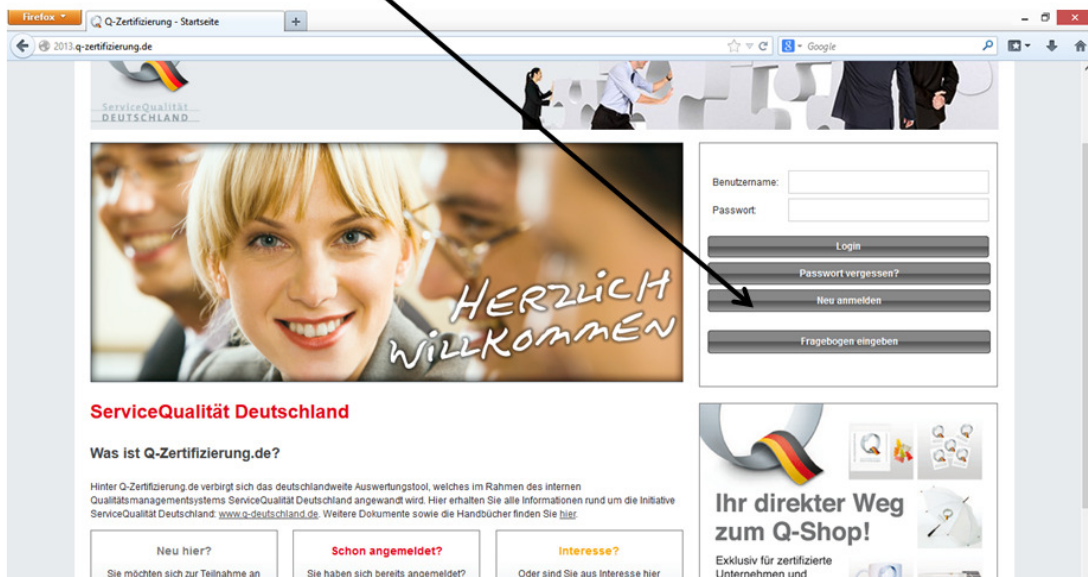 Firefox
Q-Zertifizierung - Startseite
2013.q-zertifizierung.de
Google
ServiceQualität
DEUTSCHLAND
HERZLICH
WILLKOMMEN
Benutzername:
Passwort:
Login
Passwort vergessen?
Neu anmelden
Fragebogen eingeben
ServiceQualität Deutschland
Was ist Q-Zertifizierung.de?
Hinter Q-Zertifizierung.de verbirgt sich das deutschlandweite Auswertungstool, welches im Rahmen des internen
Qualitätsmanagementsystems ServiceQualität Deutschland angewandt wird. Hier erhalten Sie alle Informationen rund um die Initiative
ServiceQualität Deutschland: www.q-deutschland.de. Weitere Dokumente sowie die Handbücher finden Sie hier.
Neu hier?
Sie möchten sich zur Teilnahme an
Schon angemeldet?
Sie haben sich bereits angemeldet?
Interesse?
Oder sind Sie aus Interesse hier
Ihr direkter Weg
zum Q-Shop!
Exklusiv für zertifizierte
Unternehmen und